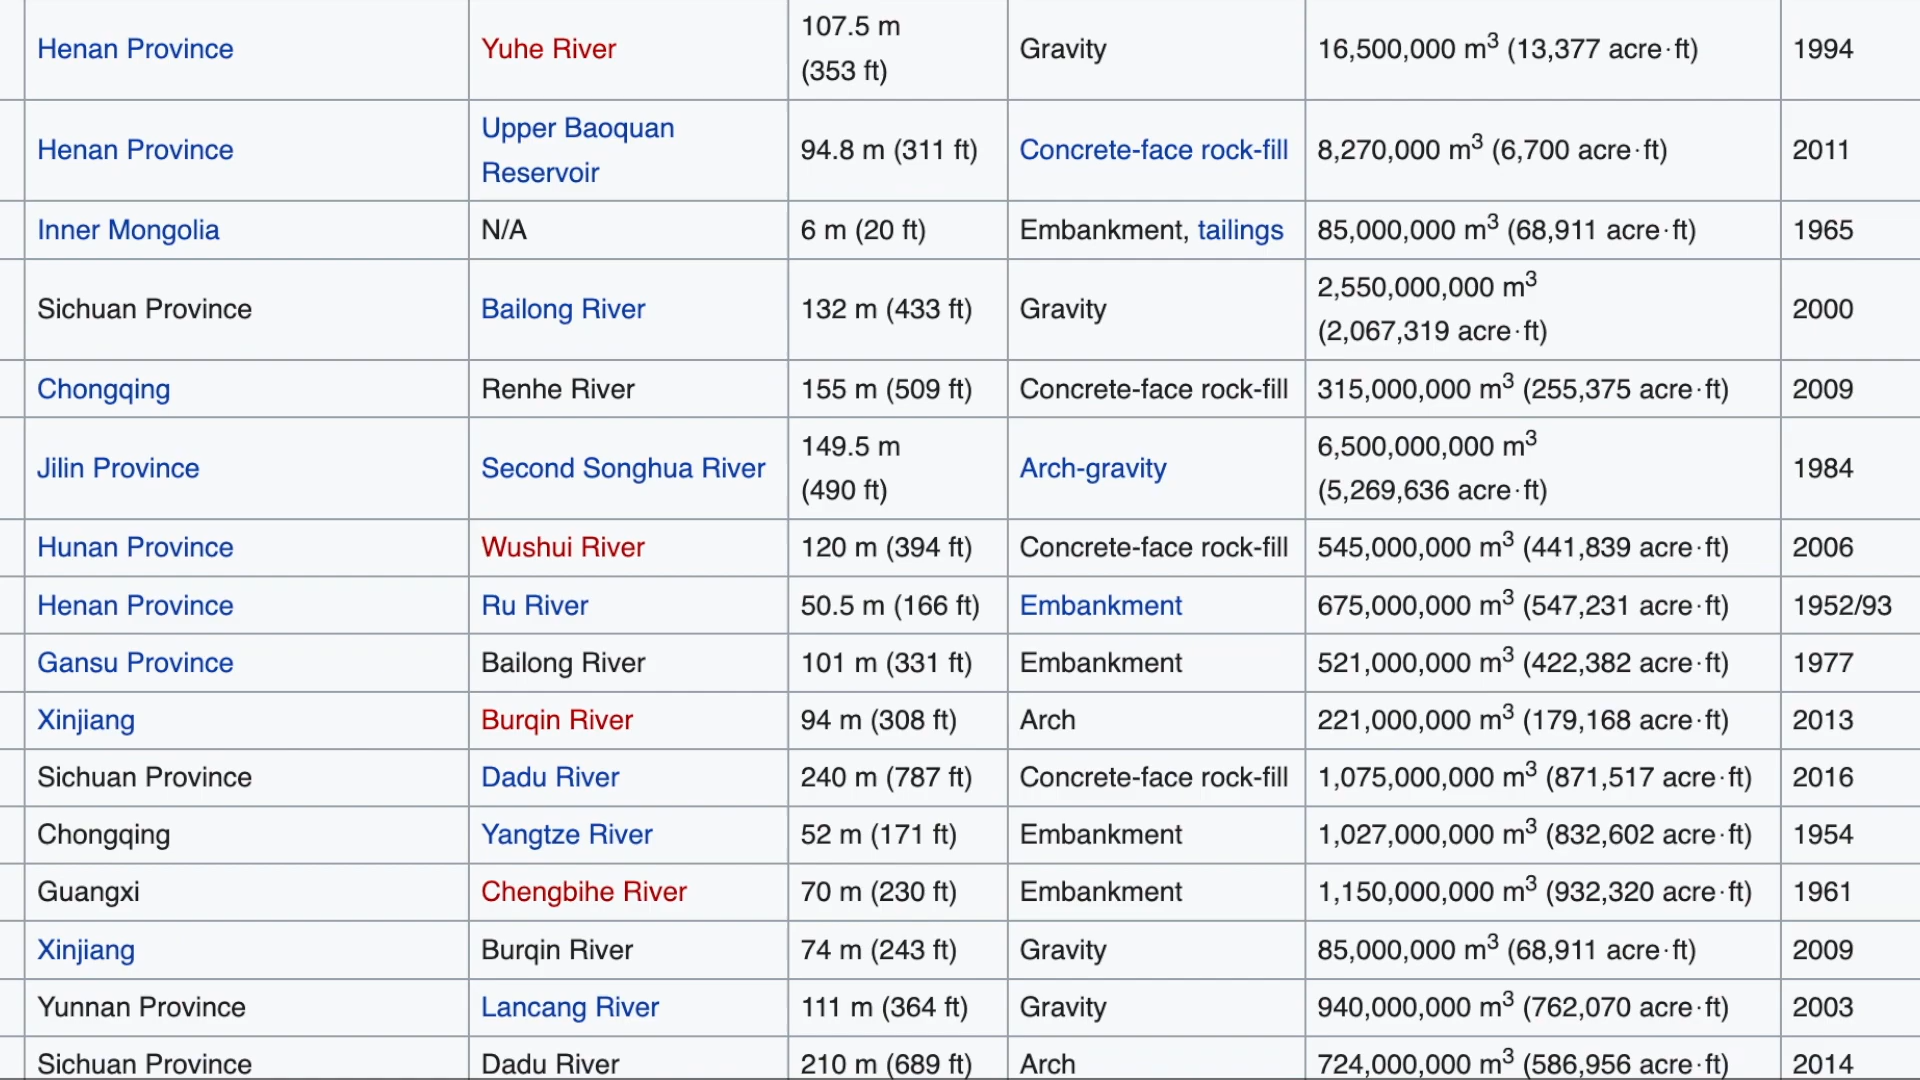 Henan Province Yuhe River 107.5 m (353 ft) Gravity 16,500,000 m³ (13,377 acre·ft) 1994
Henan Province Upper Baoquan Reservoir 94.8 m (311 ft) Concrete-face rock-fill 8,270,000 m³ (6,700 acre·ft) 2011
Inner Mongolia N/A 6 m (20 ft) Embankment, tailings 85,000,000 m³ (68,911 acre·ft) 1965
Sichuan Province Bailong River 132 m (433 ft) Gravity 2,550,000,000 m³ (2,067,319 acre·ft) 2000
Chongqing Renhe River 155 m (509 ft) Concrete-face rock-fill 315,000,000 m³ (255,375 acre·ft) 2009
Jilin Province Second Songhua River 149.5 m (490 ft) Arch-gravity 6,500,000,000 m³ (5,269,636 acre·ft) 1984
Hunan Province Wushui River 120 m (394 ft) Concrete-face rock-fill 545,000,000 m³ (441,839 acre·ft) 2006
Henan Province Ru River 50.5 m (166 ft) Embankment 675,000,000 m³ (547,231 acre·ft) 1952/93
Gansu Province Bailong River 101 m (331 ft) Embankment 521,000,000 m³ (422,382 acre·ft) 1977
Xinjiang Burqin River 94 m (308 ft) Arch 221,000,000 m³ (179,168 acre·ft) 2013
Sichuan Province Dadu River 240 m (787 ft) Concrete-face rock-fill 1,075,000,000 m³ (871,517 acre·ft) 2016
Chongqing Yangtze River 52 m (171 ft) Embankment 1,027,000,000 m³ (832,602 acre·ft) 1954
Guangxi Chengbihe River 70 m (230 ft) Embankment 1,150,000,000 m³ (932,320 acre·ft) 1961
Xinjiang Burqin River 74 m (243 ft) Gravity 85,000,000 m³ (68,911 acre·ft) 2009
Yunnan Province Lancang River 111 m (364 ft) Gravity 940,000,000 m³ (762,070 acre·ft) 2003
Sichuan Province Dadu River 210 m (689 ft) Arch 724,000,000 m³ (586,956 acre·ft) 2014